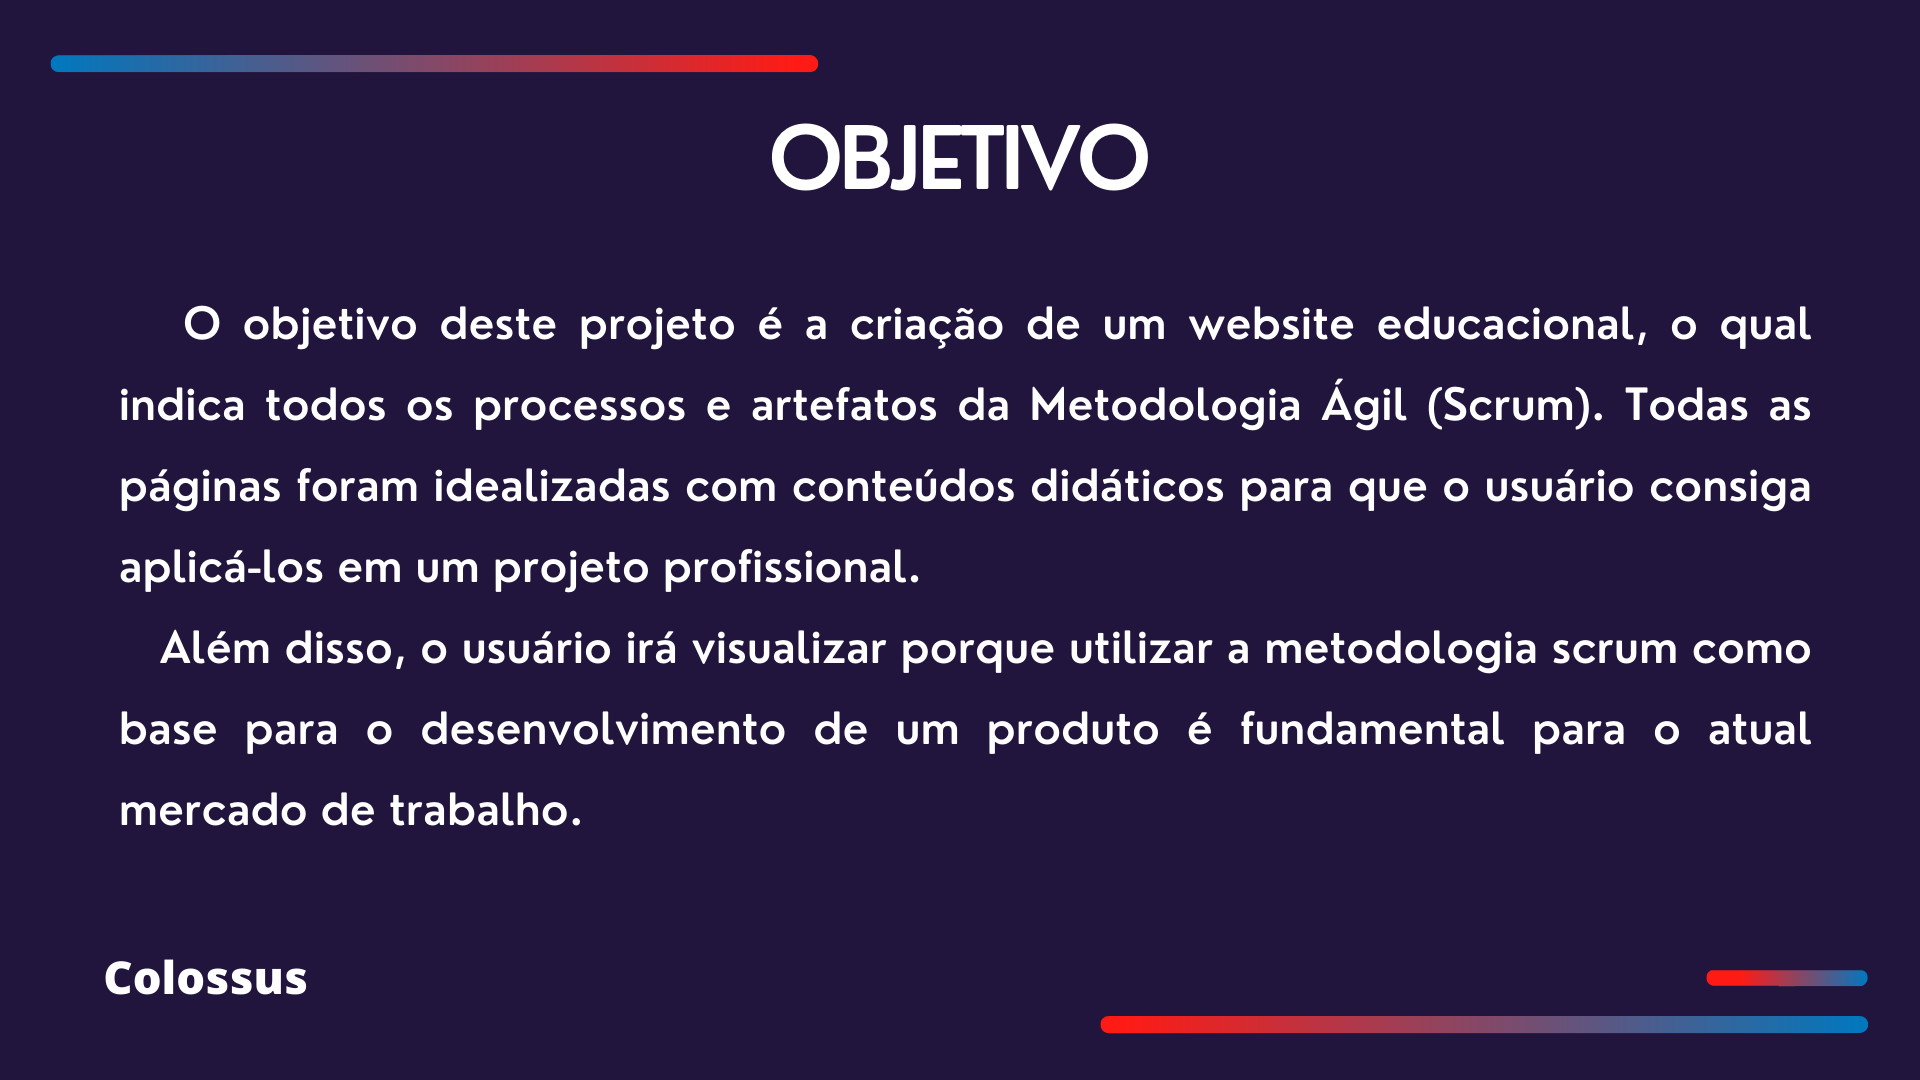 OBJETIVO
O objetivo deste projeto é a criação de um website educacional, o qual
indica todos os processos e artefatos da Metodologia Ágil (Scrum). Todas as
páginas foram idealizadas com conteúdos didáticos para que o usuário consiga
aplicá-los em um projeto profissional.
Além disso, o usuário irá visualizar porque utilizar a metodologia scrum como
base para o desenvolvimento de um produto é fundamental para o atual
mercado de trabalho.
Colossus